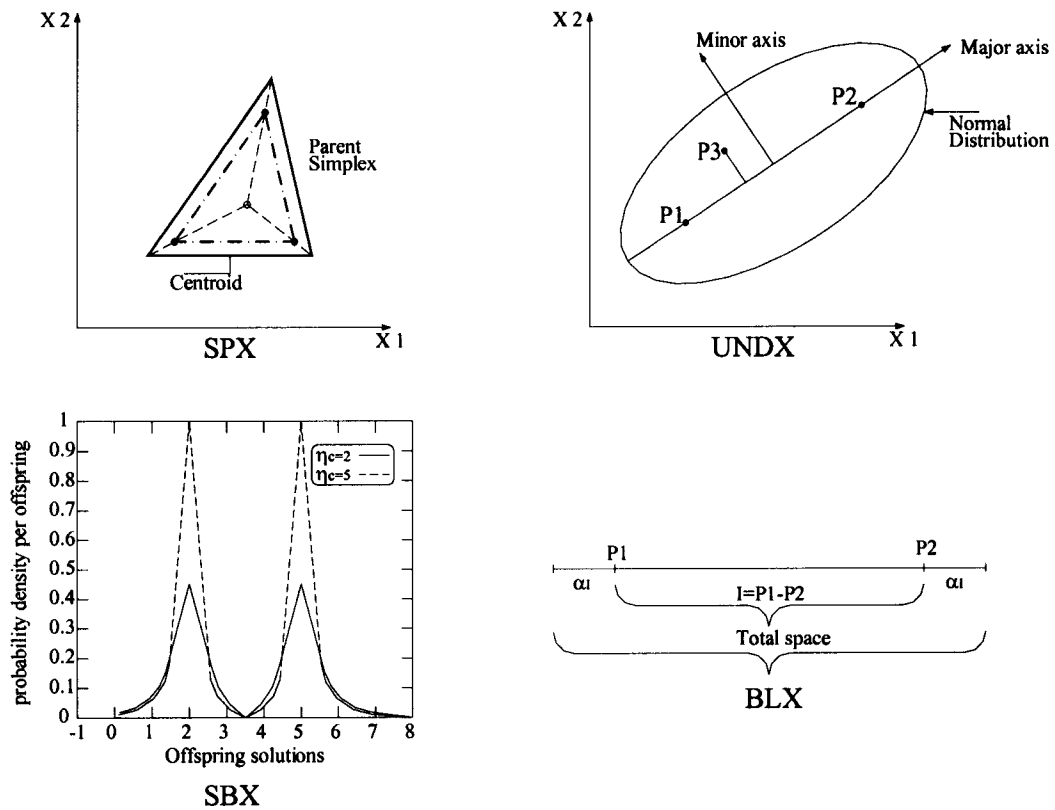 X 2
Parent
Simplex
Centroid
X 1
SPX
X 2
Minor axis
Major axis
P2
Normal
Distribution
P3
P1
X 1
UNDX
1
0.9
0.8
0.7
0.6
0.5
0.4
0.3
0.2
0.1
0
probability density per offspring
ηc=2
ηc=5
-1 0 1 2 3 4 5 6 7 8
Offspring solutions
SBX
P1 P2
αI αI
I=P1-P2
Total space
BLX